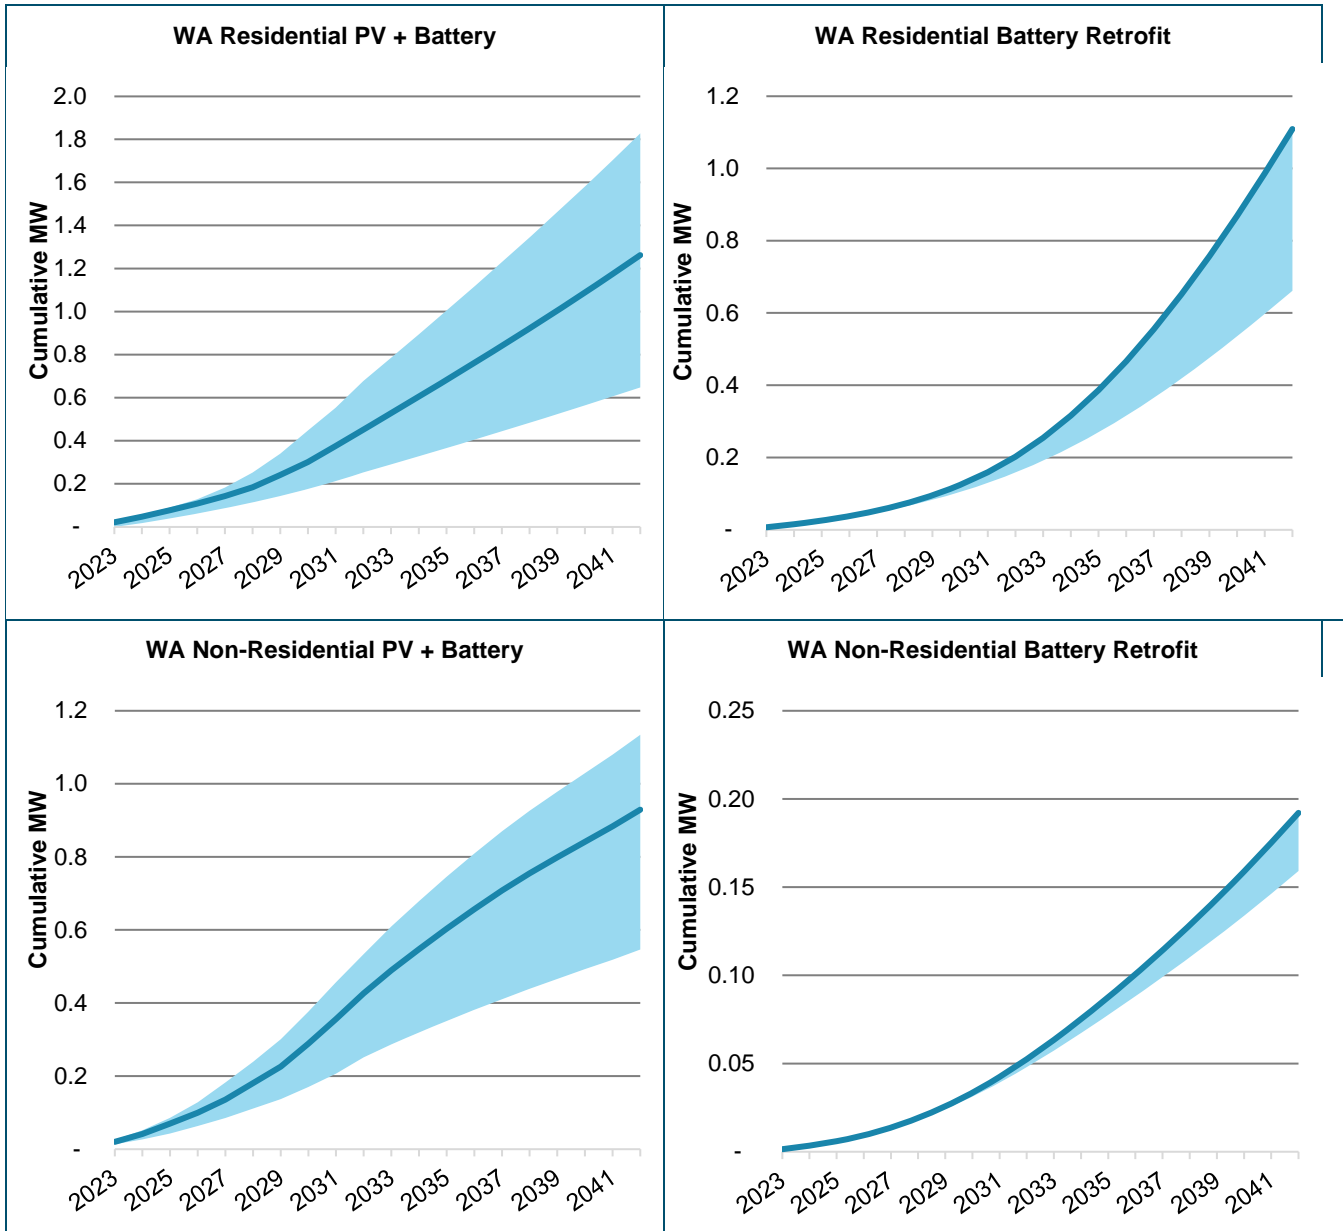 WA Residential PV + Battery
Cumulative MW
2.0
1.8
1.6
1.4
1.2
1.0
0.8
0.6
0.4
0.2
-
2023 2025 2027 2029 2031 2033 2035 2037 2039 2041
WA Residential Battery Retrofit
Cumulative MW
1.2
1.0
0.8
0.6
0.4
0.2
-
2023 2025 2027 2029 2031 2033 2035 2037 2039 2041
WA Non-Residential PV + Battery
Cumulative MW
1.2
1.0
0.8
0.6
0.4
0.2
-
2023 2025 2027 2029 2031 2033 2035 2037 2039 2041
WA Non-Residential Battery Retrofit
Cumulative MW
0.25
0.20
0.15
0.10
0.05
-
2023 2025 2027 2029 2031 2033 2035 2037 2039 2041